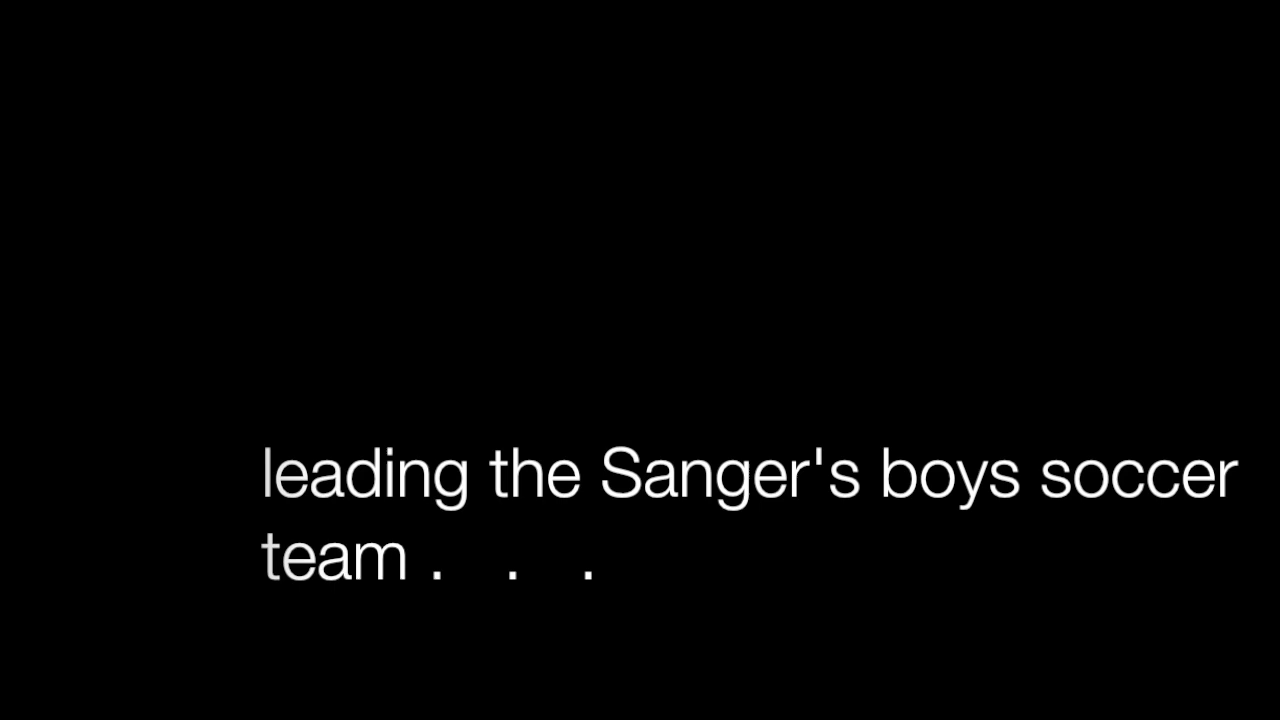 leading the Sanger's boys soccer
team . . .